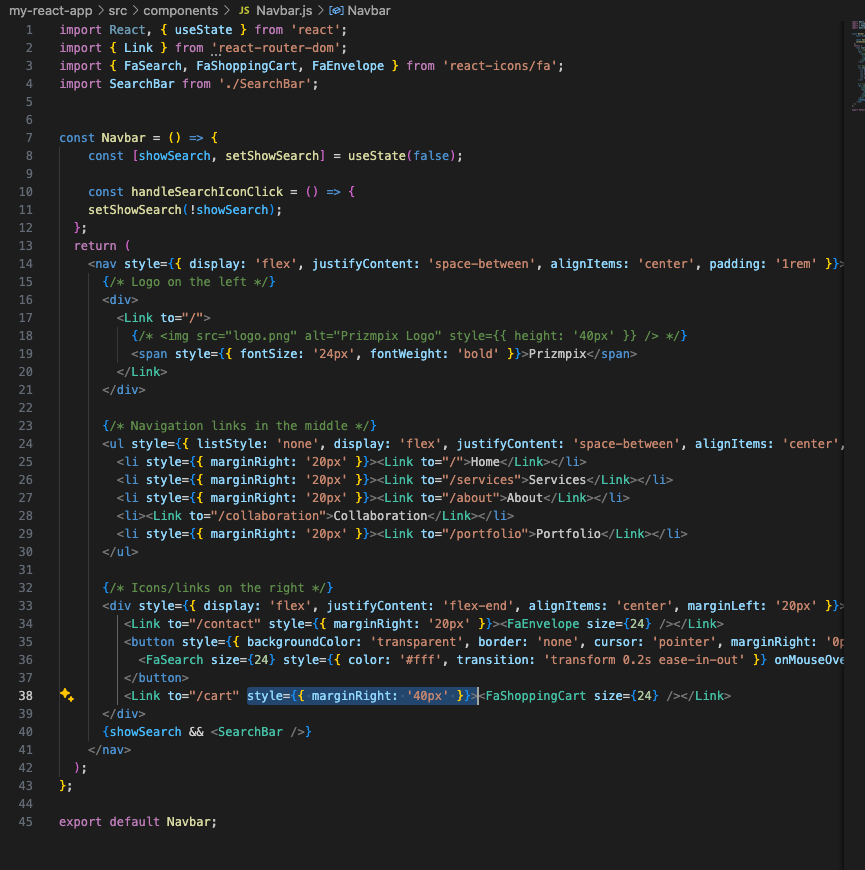 my-react-app > src > components > JS Navbar.js > Navbar
1 import React, { useState } from 'react';
2 import { Link } from 'react-router-dom';
3 import { FaSearch, FaShoppingCart, FaEnvelope } from 'react-icons/fa';
4 import SearchBar from './SearchBar';
5
6
7 const Navbar = () => {
8     const [showSearch, setShowSearch] = useState(false);
9
10     const handleSearchIconClick = () => {
11     setShowSearch(!showSearch);
12   };
13   return (
14     <nav style={{ display: 'flex', justifyContent: 'space-between', alignItems: 'center', padding: '1rem' }}>
15       {/* Logo on the left */}
16       <div>
17         <Link to="/">
18           {/* <img src="logo.png" alt="Prizmpix Logo" style={{ height: '40px' }} /> */}
19           <span style={{ fontSize: '24px', fontWeight: 'bold' }}>Prizmpix</span>
20         </Link>
21       </div>
22
23       {/* Navigation links in the middle */}
24       <ul style={{ listStyle: 'none', display: 'flex', justifyContent: 'space-between', alignItems: 'center',
25         <li style={{ marginRight: '20px' }}><Link to="/">Home</Link></li>
26         <li style={{ marginRight: '20px' }}><Link to="/services">Services</Link></li>
27         <li style={{ marginRight: '20px' }}><Link to="/about">About</Link></li>
28         <li><Link to="/collaboration">Collaboration</Link></li>
29         <li style={{ marginRight: '20px' }}><Link to="/portfolio">Portfolio</Link></li>
30       </ul>
31
32       {/* Icons/links on the right */}
33       <div style={{ display: 'flex', justifyContent: 'flex-end', alignItems: 'center', marginLeft: '20px' }}>
34          <Link to="/contact" style={{ marginRight: '20px' }}><FaEnvelope size={24} /></Link>
35          <button style={{ backgroundColor: 'transparent', border: 'none', cursor: 'pointer', marginRight: '0p
36            <FaSearch size={24} style={{ color: '#fff', transition: 'transform 0.2s ease-in-out' }} onMouseOve
37          </button>
38          <Link to="/cart" style={{ marginRight: '40px' }}><FaShoppingCart size={24} /></Link>
39       </div>
40       {showSearch && <SearchBar />}
41     </nav>
42   );
43 };
44
45 export default Navbar;